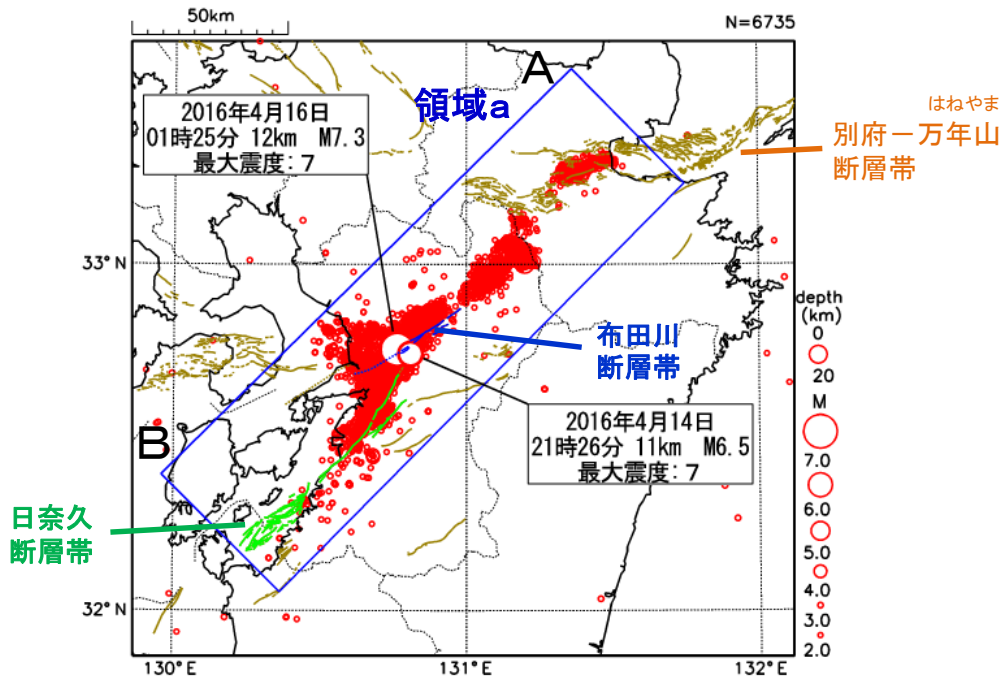 50km
N=6735
A
領域a
2016年4月16日
01時25分 12km M7.3
最大震度：7
はねやま
別府－万年山
断層帯
33°N
布田川
断層帯
2016年4月14日
21時26分 11km M6.5
最大震度：7
B
日奈久
断層帯
32°N
130°E
131°E
132°E
depth
(km)
0
20
M
7.0
6.0
5.0
4.0
3.0
2.0